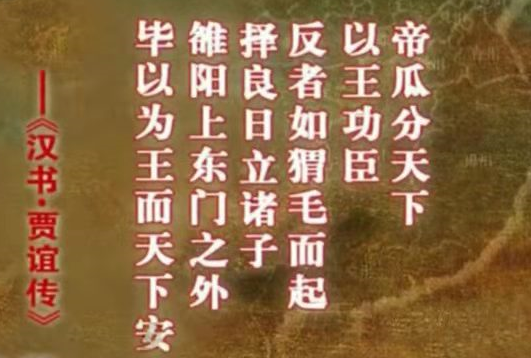 帝瓜分天下
以王功臣
反者如猬毛而起
择良日立诸子
雒阳上东门之外
毕以为王而天下安
——《汉书·贾谊传》